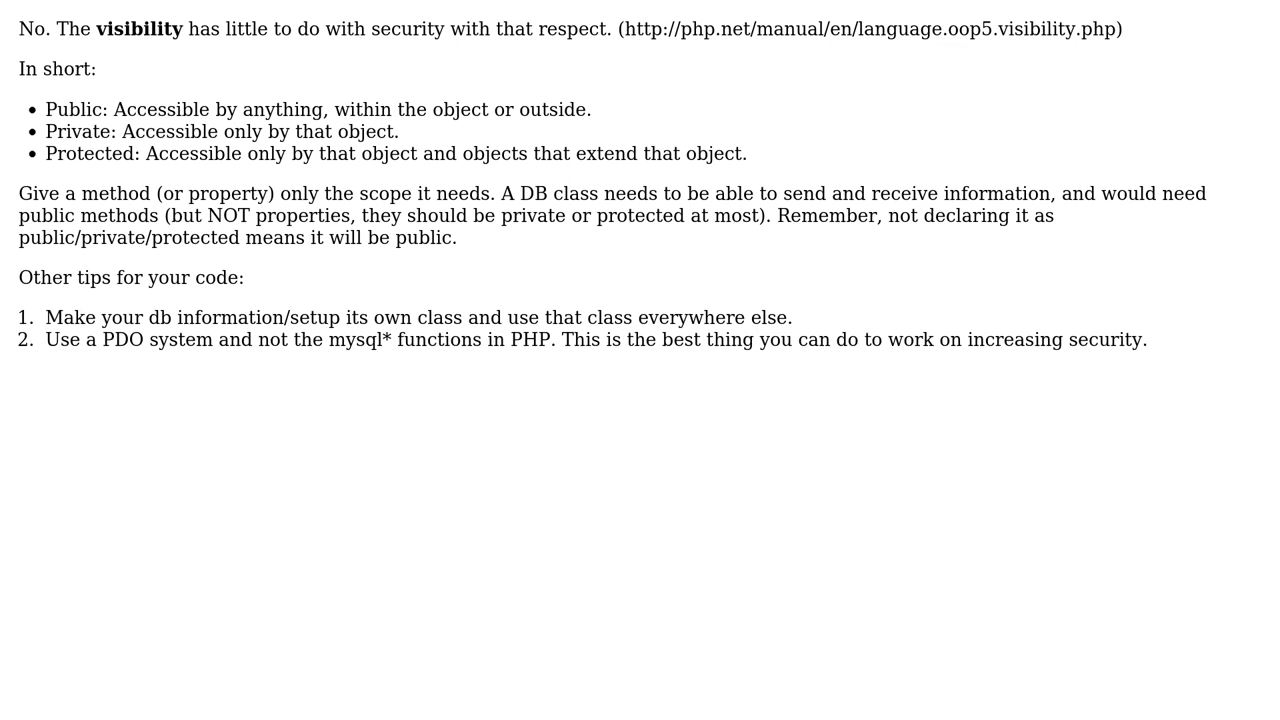 No. The visibility has little to do with security with that respect. (http://php.net/manual/en/language.oop5.visibility.php)
In short:
• Public: Accessible by anything, within the object or outside.
• Private: Accessible only by that object.
• Protected: Accessible only by that object and objects that extend that object.
Give a method (or property) only the scope it needs. A DB class needs to be able to send and receive information, and would need
public methods (but NOT properties, they should be private or protected at most). Remember, not declaring it as
public/private/protected means it will be public.
Other tips for your code:
1. Make your db information/setup its own class and use that class everywhere else.
2. Use a PDO system and not the mysql* functions in PHP. This is the best thing you can do to work on increasing security.